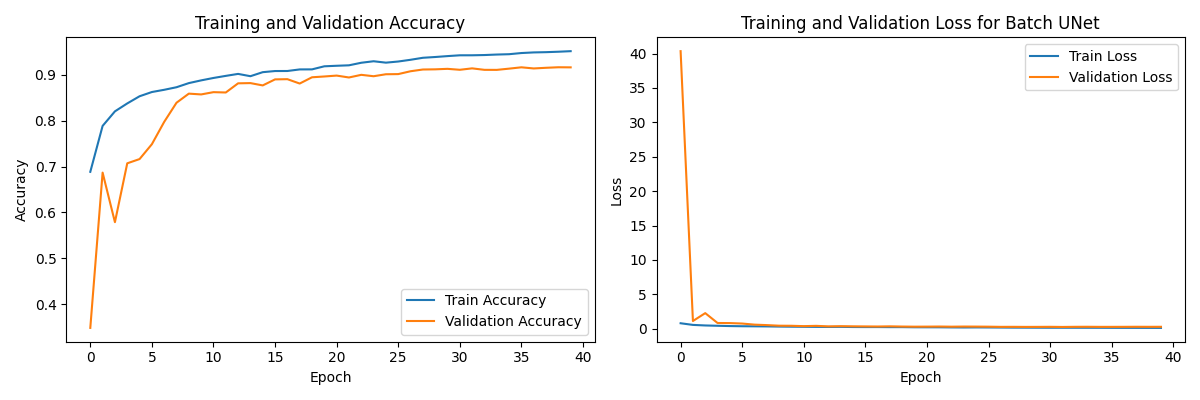 Training and Validation Accuracy
0.9
0.8
0.7
0.6
0.5
0.4
Accuracy
Train Accuracy
Validation Accuracy
0 5 10 15 20 25 30 35 40
Epoch
Training and Validation Loss for Batch UNet
40
35
30
25
20
15
10
5
0
Loss
Train Loss
Validation Loss
0 5 10 15 20 25 30 35 40
Epoch